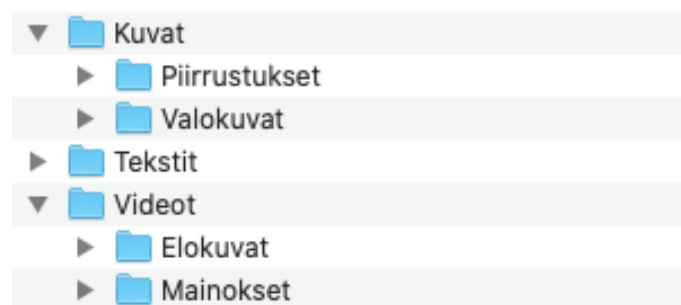 Kuvat
Piirrustukset
Valokuvat
Tekstit
Videot
Elokuvat
Mainokset